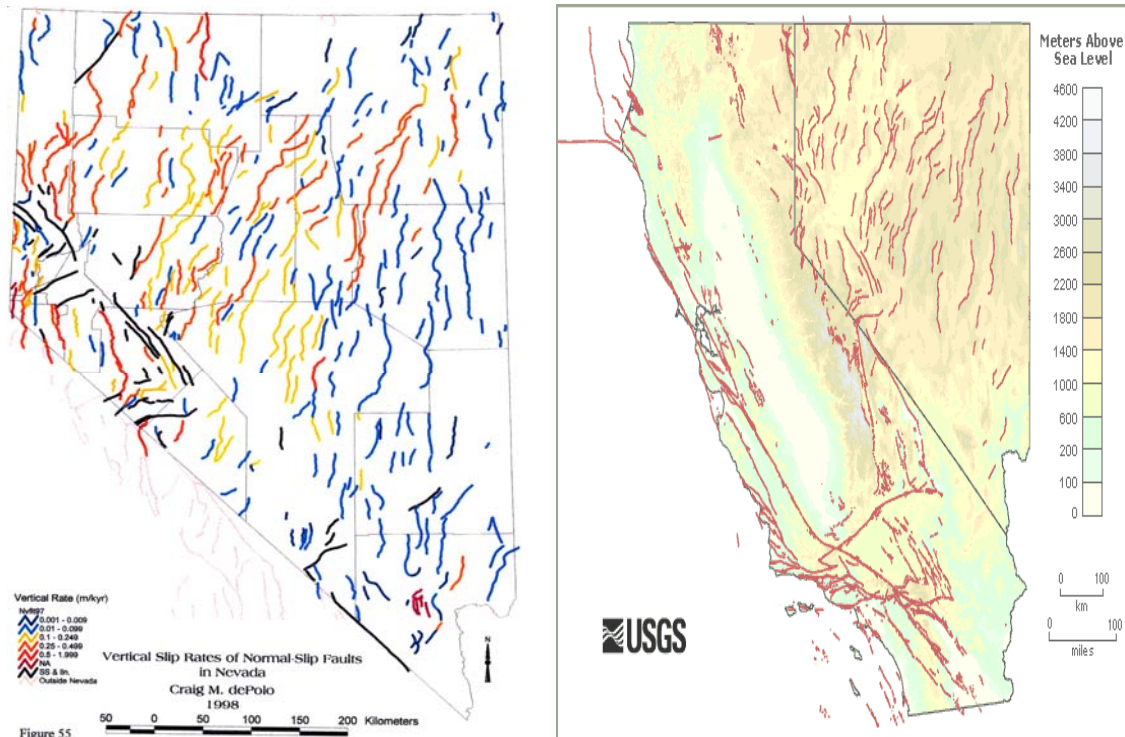 Vertical Rate (m/kyr)
Nvflt97
0.001 - 0.009
0.01 - 0.099
0.1 - 0.249
0.25 - 0.499
0.5 - 1.999
NA
SS & lin.
Outside Nevada
Vertical Slip Rates of Normal-Slip Faults
in Nevada
Craig M. dePolo
1998
N
Figure 55
50 0 50 100 150 200 Kilometers
Meters Above
Sea Level
4600
4200
3800
3400
3000
2600
2200
1800
1400
1000
600
200
100
0
0 100
km
0 100
miles
USGS